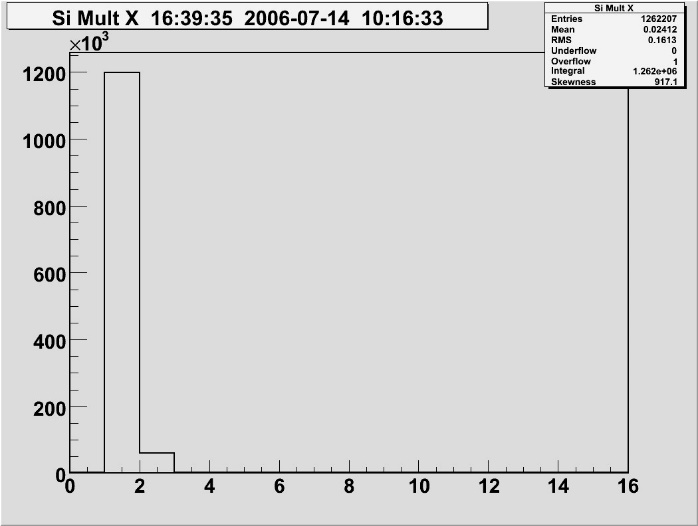 Si Mult X 16:39:35 2006-07-14 10:16:33
Si Mult X
Entries 1262207
Mean 0.02412
RMS 0.1613
Underflow 0
Overflow 1
Integral 1.262e+06
Skewness 917.1
×10³
1200
1000
800
600
400
200
0
0 2 4 6 8 10 12 14 16